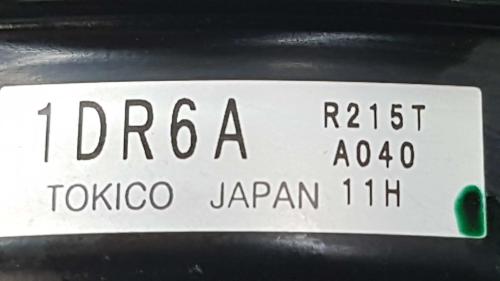 1DR6A R215T
A040
TOKICO JAPAN 11H